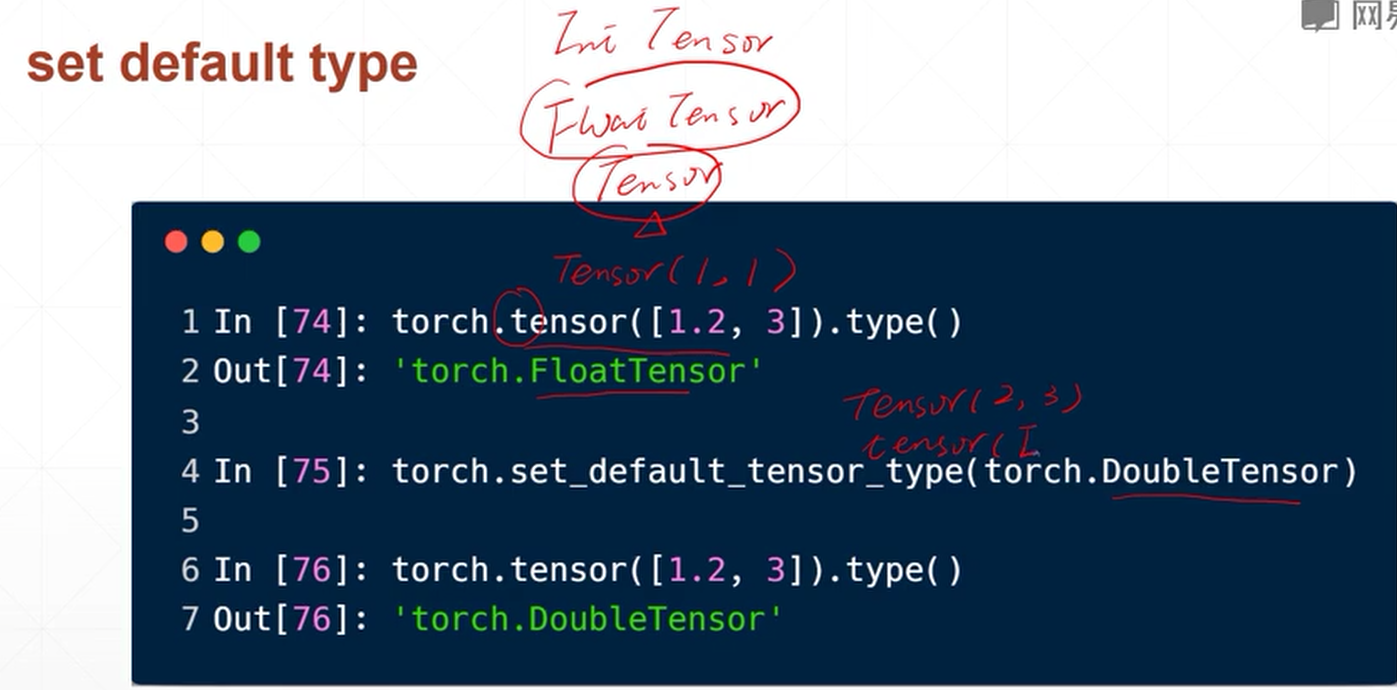 网易
set default type
Int Tensor
Float Tensor
Tensor
Tensor(1, 1)
1 In [74]: torch.tensor([1.2, 3]).type()
2 Out[74]: 'torch.FloatTensor'
Tensor(2, 3)
3
tensor([
4 In [75]: torch.set_default_tensor_type(torch.DoubleTensor)
5
6 In [76]: torch.tensor([1.2, 3]).type()
7 Out[76]: 'torch.DoubleTensor'